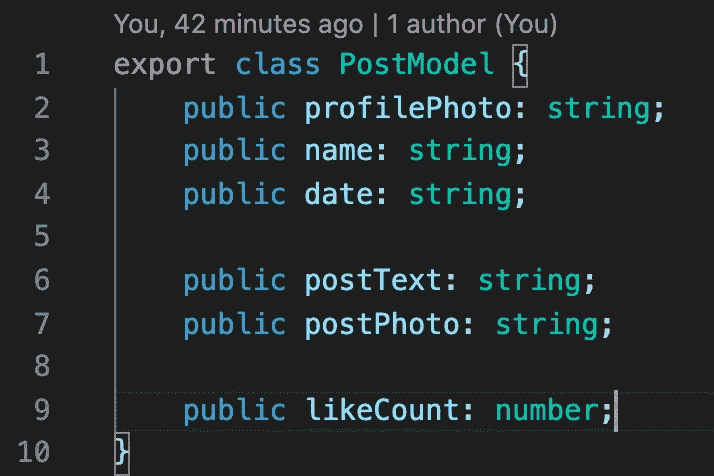 You, 42 minutes ago | 1 author (You)
1 export class PostModel {
2 public profilePhoto: string;
3 public name: string;
4 public date: string;
5
6 public postText: string;
7 public postPhoto: string;
8
9 public likeCount: number;
10 }